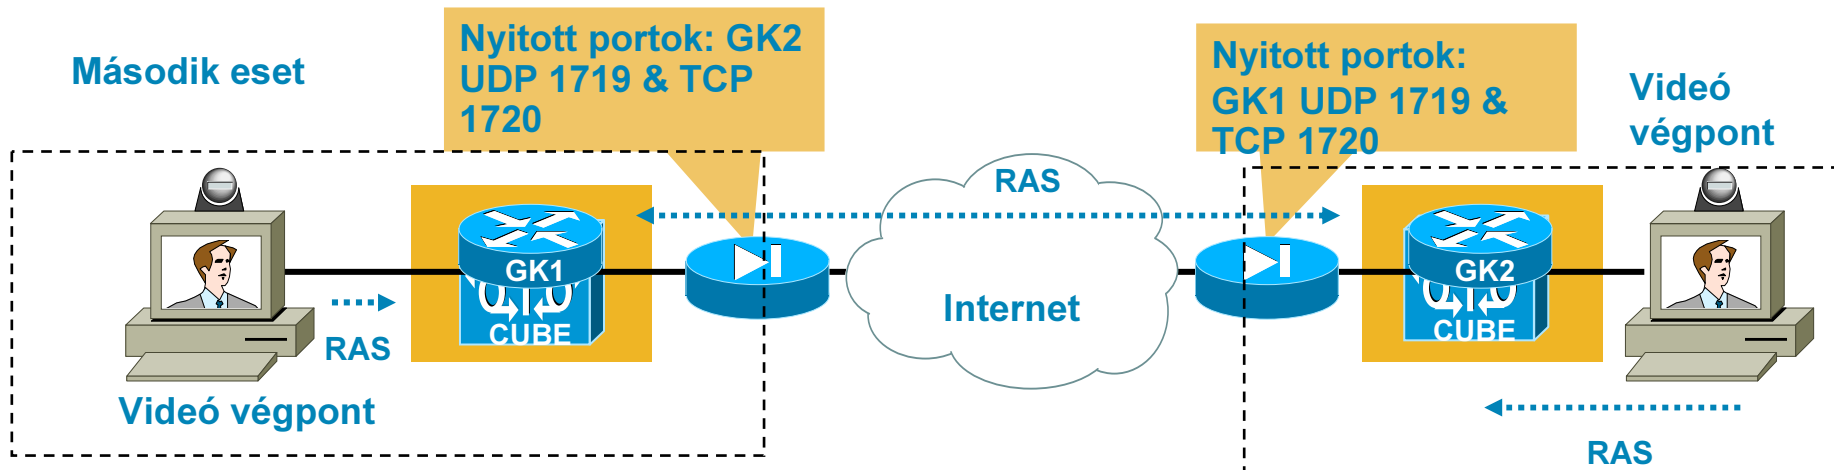 Második eset
Nyitott portok: GK2
UDP 1719 & TCP
1720
Nyitott portok:
GK1 UDP 1719 &
TCP 1720
Videó
végpont
RAS
GK1
CUBE
Internet
GK2
CUBE
RAS
Videó végpont
RAS